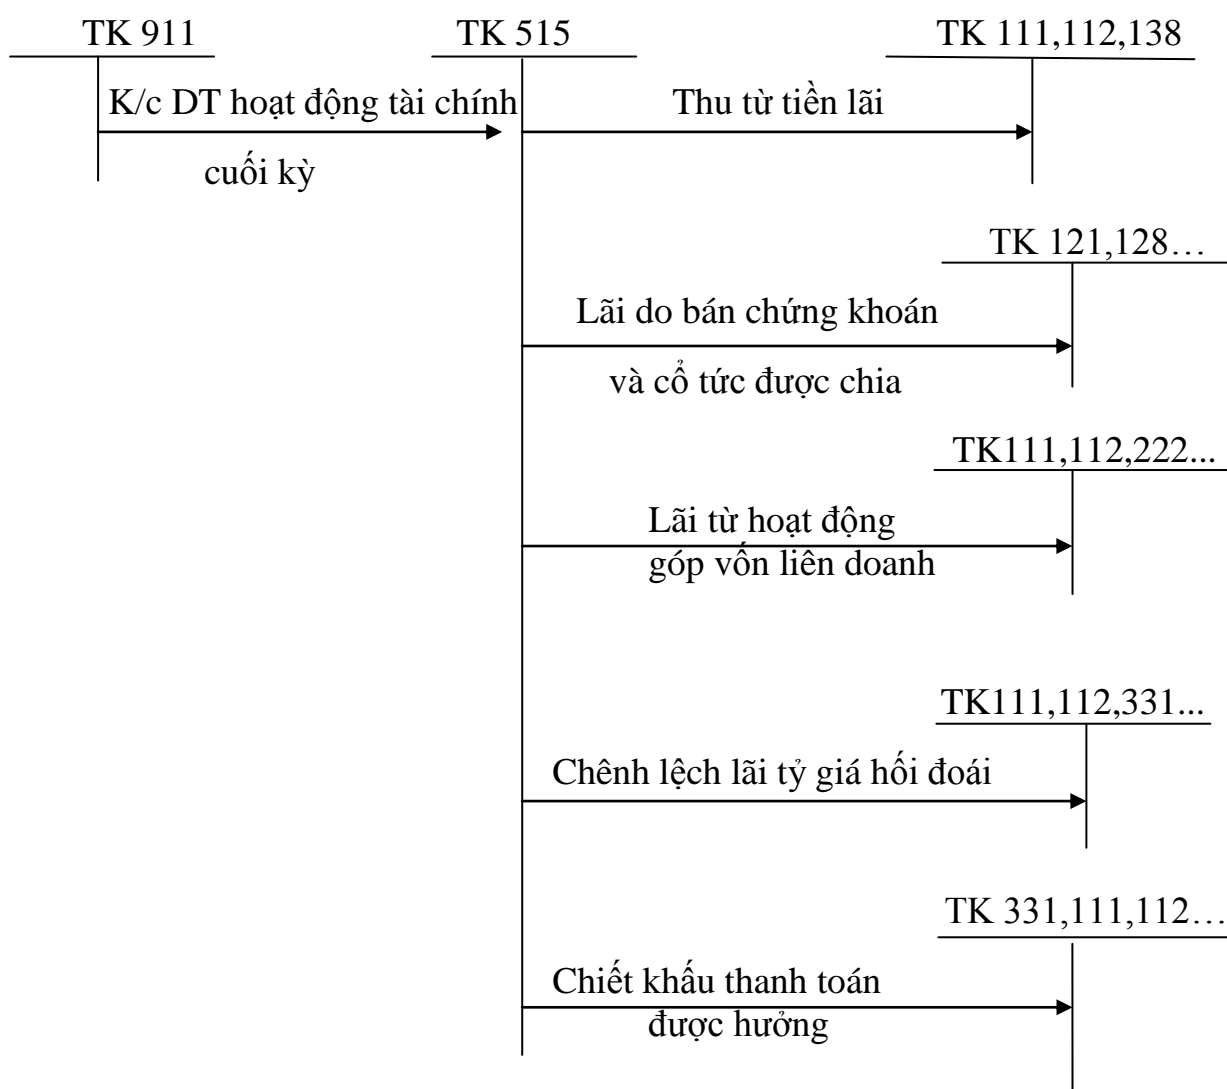 TK 911
TK 515
TK 111,112,138
K/c DT hoạt động tài chính
Thu từ tiền lãi
cuối kỳ
TK 121,128…
Lãi do bán chứng khoán
và cổ tức được chia
TK111,112,222...
Lãi từ hoạt động
góp vốn liên doanh
TK111,112,331...
Chênh lệch lãi tỷ giá hối đoái
TK 331,111,112…
Chiết khấu thanh toán
được hưởng